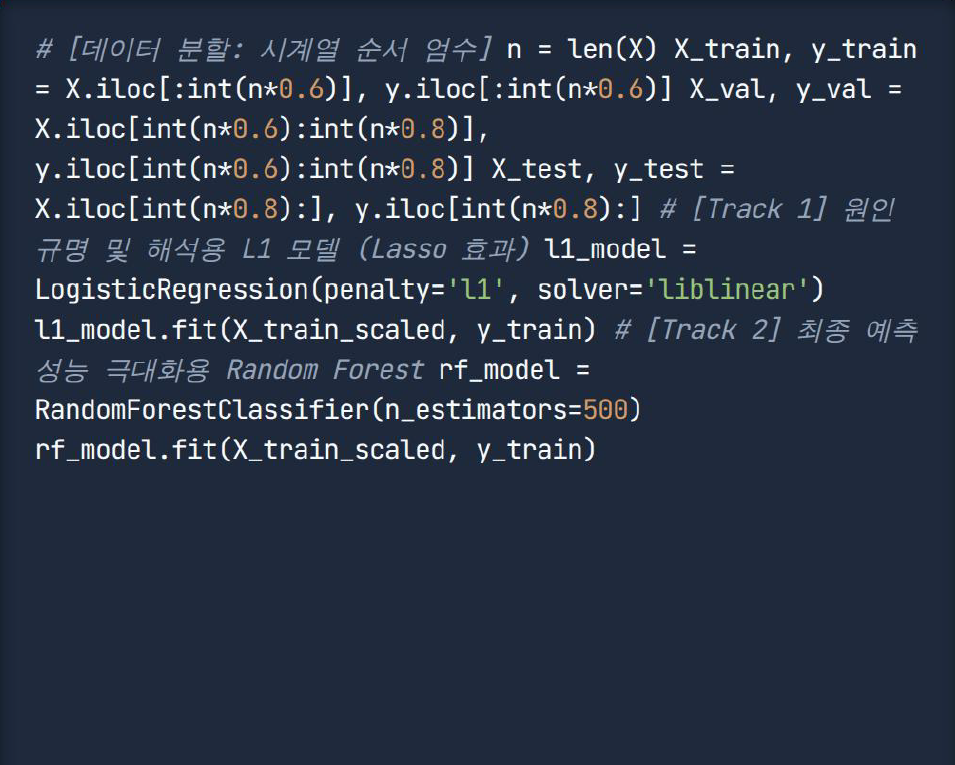 # [데이터 분할: 시계열 순서 엄수] n = len(X) X_train, y_train
= X.iloc[:int(n*0.6)], y.iloc[:int(n*0.6)] X_val, y_val =
X.iloc[int(n*0.6):int(n*0.8)],
y.iloc[int(n*0.6):int(n*0.8)] X_test, y_test =
X.iloc[int(n*0.8):], y.iloc[int(n*0.8):] # [Track 1] 원인
규명 및 해석용 L1 모델 (Lasso 효과) l1_model =
LogisticRegression(penalty='l1', solver='liblinear')
l1_model.fit(X_train_scaled, y_train) # [Track 2] 최종 예측
성능 극대화용 Random Forest rf_model =
RandomForestClassifier(n_estimators=500)
rf_model.fit(X_train_scaled, y_train)